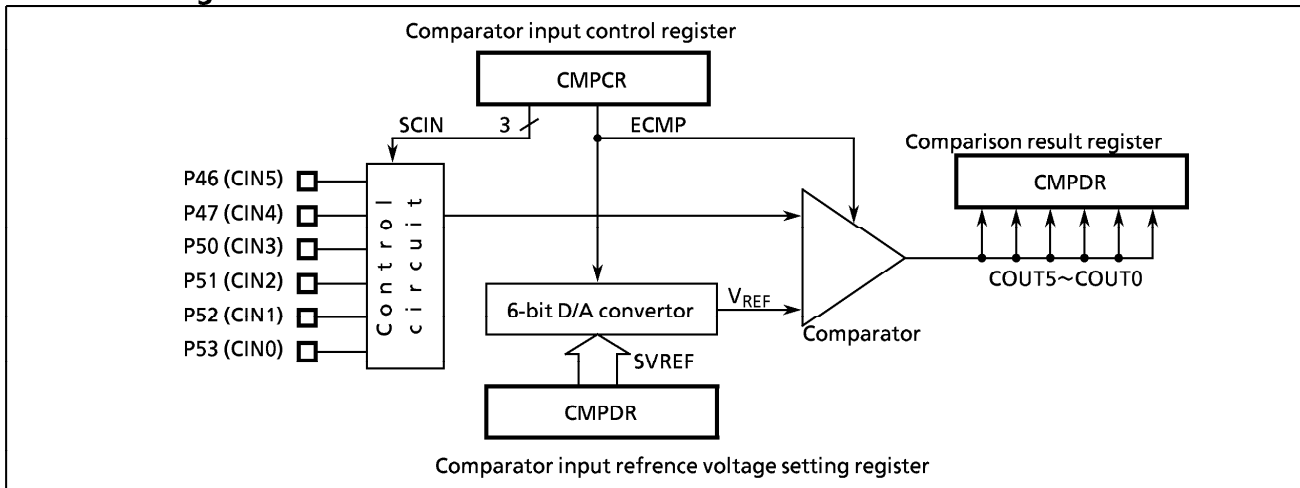 Comparator input control register
CMPCR
SCIN 3 ECMP
Comparison result register
CMPDR
P46 (CIN5)
P47 (CIN4)
P50 (CIN3)
P51 (CIN2)
P52 (CIN1)
P53 (CIN0)
Control
circuit
COUT5~COUT0
6-bit D/A convertor
VREF
Comparator
SVREF
CMPDR
Comparator input refrence voltage setting register